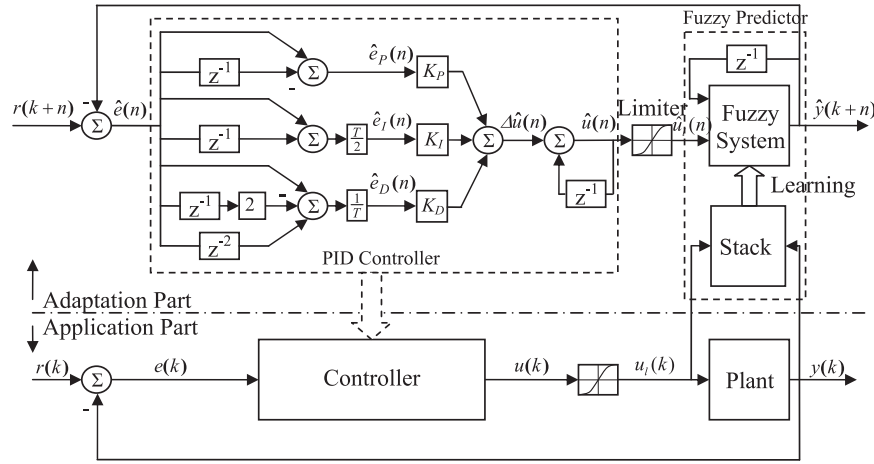 Fuzzy Predictor
-
z⁻¹
ê_P(n)
K_P
z⁻¹
-
Σ
r(k+n)
ê(n)
Σ
z⁻¹
Σ
T/2
ê_I(n)
K_I
Σ
Δû(n)
Σ
û(n)
Limiter
û_l(n)
Fuzzy
System
ŷ(k+n)
z⁻¹
2
-
Σ
1/T
ê_D(n)
K_D
z⁻¹
Learning
z⁻²
PID Controller
Stack
Adaptation Part
Application Part
r(k)
Σ
-
e(k)
Controller
u(k)
u_l(k)
Plant
y(k)